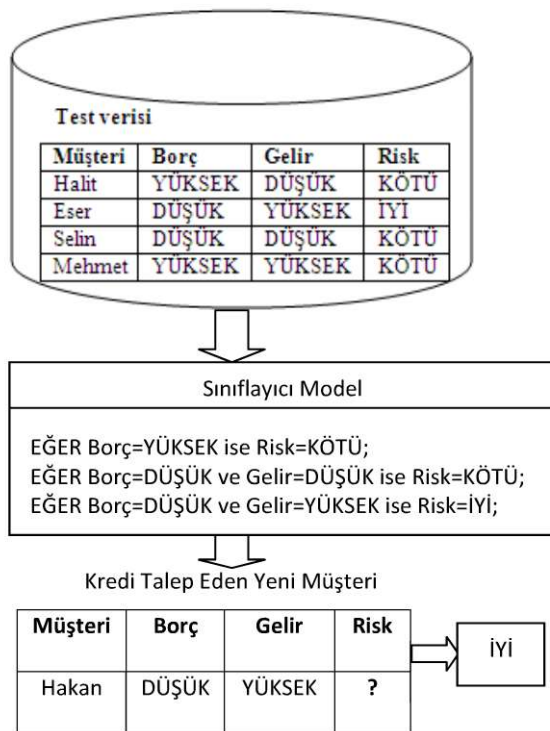 Test verisi
Müşteri Borç Gelir Risk
Halit YÜKSEK DÜŞÜK KÖTÜ
Eser DÜŞÜK YÜKSEK İYİ
Selin DÜŞÜK DÜŞÜK KÖTÜ
Mehmet YÜKSEK YÜKSEK KÖTÜ
Sınıflayıcı Model
EĞER Borç=YÜKSEK ise Risk=KÖTÜ;
EĞER Borç=DÜŞÜK ve Gelir=DÜŞÜK ise Risk=KÖTÜ;
EĞER Borç=DÜŞÜK ve Gelir=YÜKSEK ise Risk=İYİ;
Kredi Talep Eden Yeni Müşteri
Müşteri Borç Gelir Risk
Hakan DÜŞÜK YÜKSEK ?
İYİ